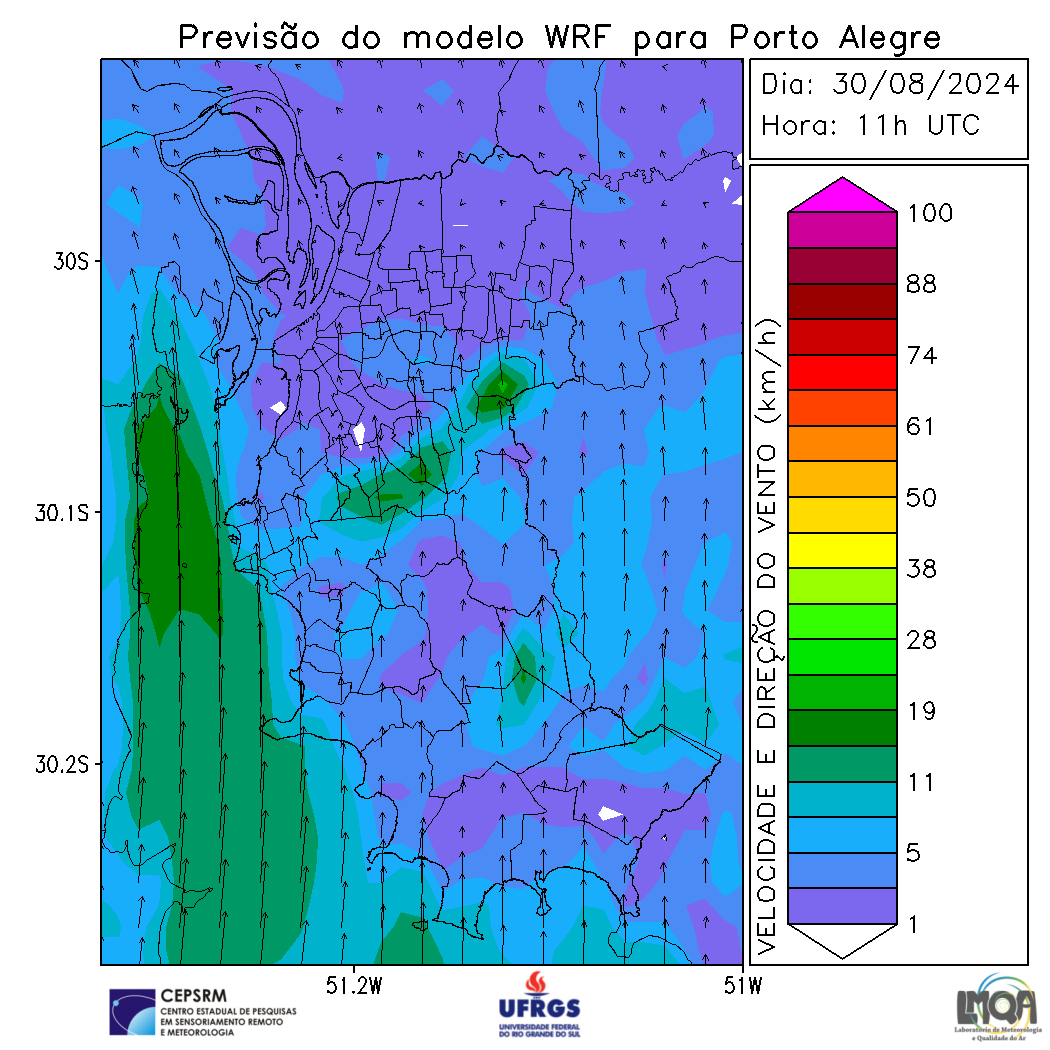 Previsão do modelo WRF para Porto Alegre
Dia: 30/08/2024
Hora: 11h UTC
30S
30.1S
30.2S
51.2W
51W
VELOCIDADE E DIREÇÃO DO VENTO (km/h)
100
88
74
61
50
38
28
19
11
5
1
CEPSRM
CENTRO ESTADUAL DE PESQUISAS
EM SENSORIAMENTO REMOTO
E METEOROLOGIA
UFRGS
UNIVERSIDADE FEDERAL
DO RIO GRANDE DO SUL
LMQA
Laboratório de Meteorologia
e Qualidade do Ar